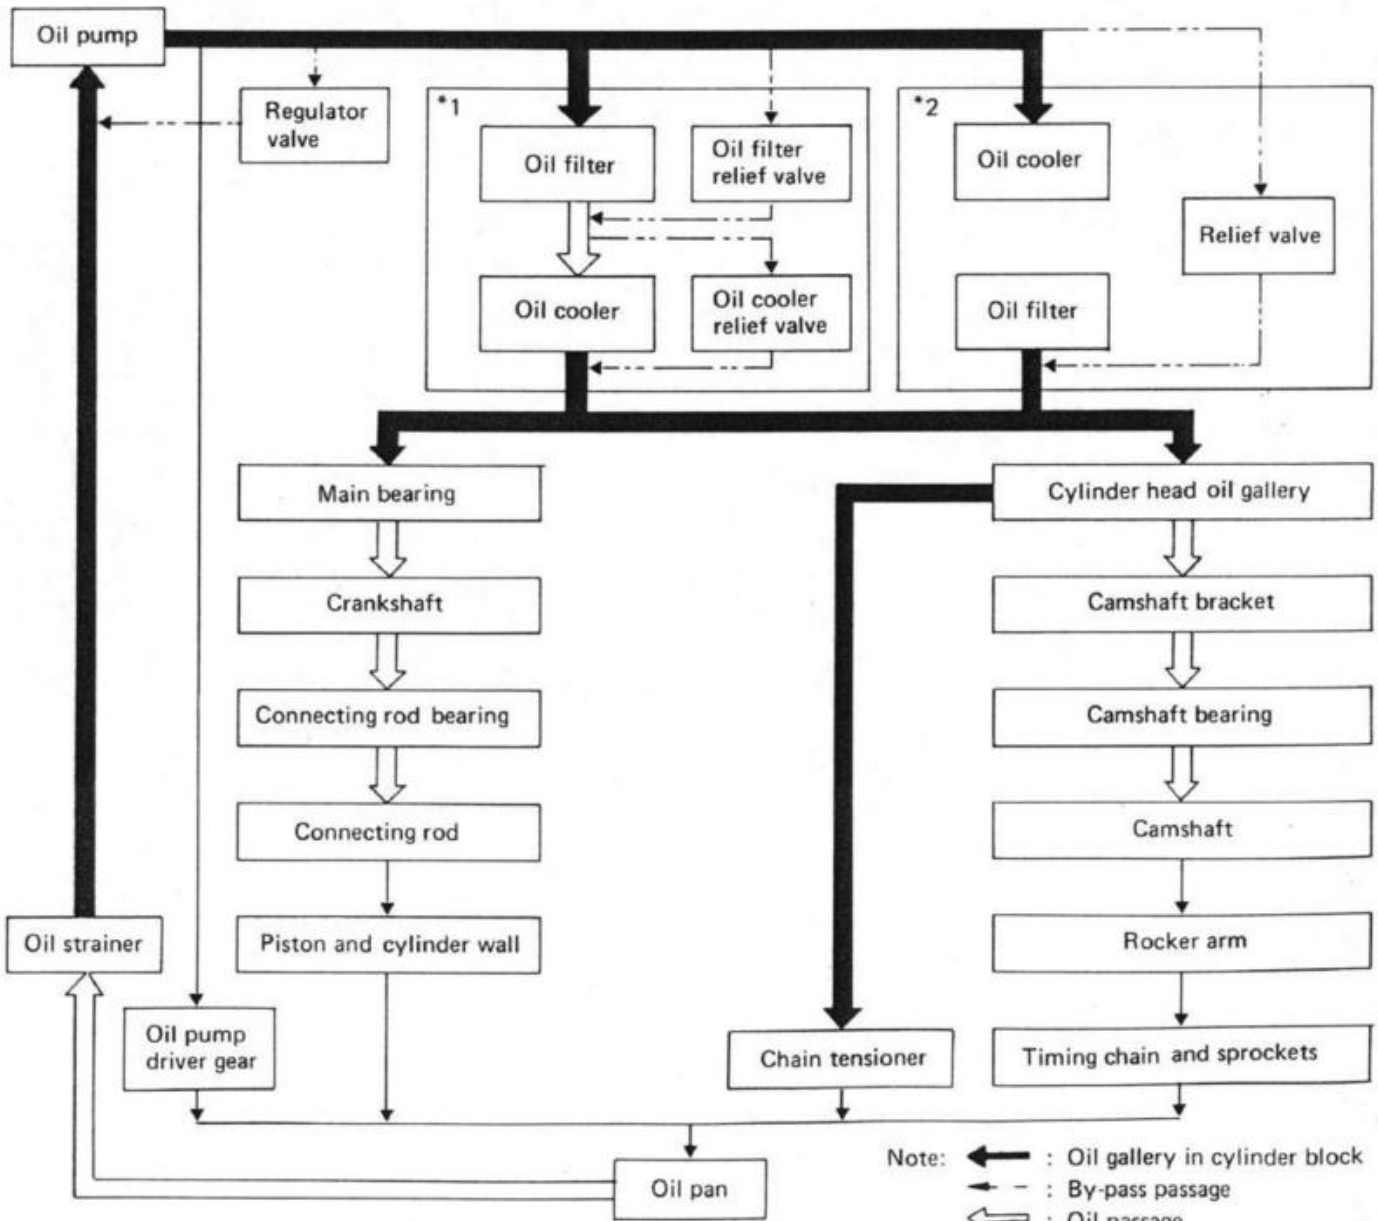 Oil pump
Regulator
valve
*1
Oil filter
Oil filter
relief valve
Oil cooler
Oil cooler
relief valve
*2
Oil cooler
Relief valve
Oil filter
Main bearing
Crankshaft
Connecting rod bearing
Connecting rod
Piston and cylinder wall
Cylinder head oil gallery
Camshaft bracket
Camshaft bearing
Camshaft
Rocker arm
Timing chain and sprockets
Chain tensioner
Oil strainer
Oil pump
driver gear
Oil pan
Note: : Oil gallery in cylinder block
: By-pass passage
: Oil passage